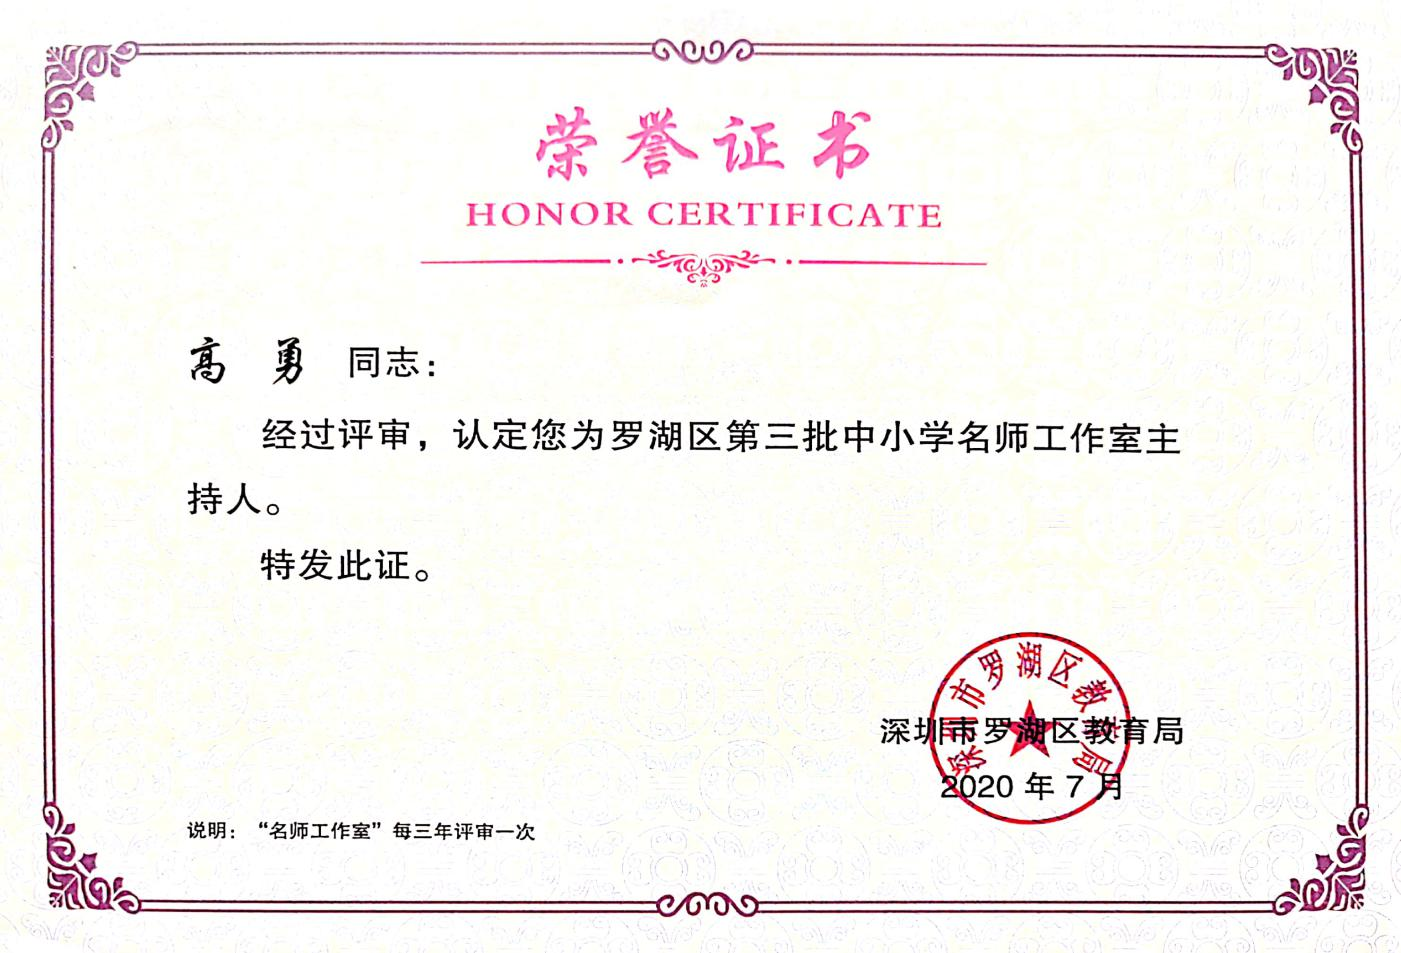 荣誉证书
HONOR CERTIFICATE
高 勇 同志：
经过评审，认定您为罗湖区第三批中小学名师工作室主
持人。
特发此证。
深圳市罗湖区教育局
深圳市罗湖区教育局
2020 年 7 月
说明：“名师工作室”每三年评审一次